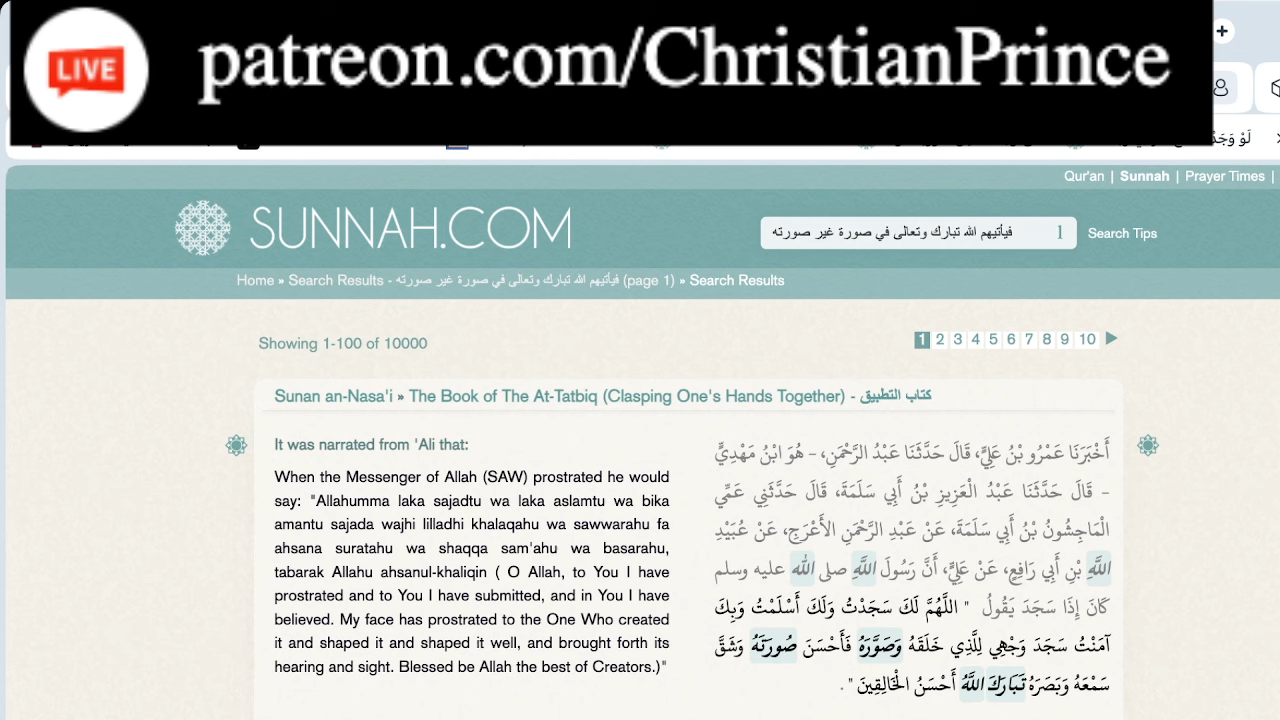 LIVE
patreon.com/ChristianPrince
Qur'an | Sunnah | Prayer Times |
SUNNAH.COM
فيأتيهم الله تبارك وتعالى في صورة غير صورته
Search Tips
Home » Search Results - فيأتيهم الله تبارك وتعالى في صورة غير صورته (page 1) » Search Results
Showing 1-100 of 10000
1 2 3 4 5 6 7 8 9 10
Sunan an-Nasa'i » The Book of The At-Tatbiq (Clasping One's Hands Together) - كتاب التطبيق
It was narrated from 'Ali that:
When the Messenger of Allah (SAW) prostrated he would
say: "Allahumma laka sajadtu wa laka aslamtu wa bika
amantu sajada wajhi lilladhi khalaqahu wa sawwarahu fa
ahsana suratahu wa shaqqa sam'ahu wa basarahu,
tabarak Allahu ahsanul-khaliqin ( O Allah, to You I have
prostrated and to You I have submitted, and in You I have
believed. My face has prostrated to the One Who created
it and shaped it and shaped it well, and brought forth its
hearing and sight. Blessed be Allah the best of Creators.)"
أَخْبَرَنَا عَمْرُو بْنُ عَلِيٍّ، قَالَ حَدَّثَنَا عَبْدُ الرَّحْمَنِ، - هُوَ ابْنُ مَهْدِيٍّ
- قَالَ حَدَّثَنَا عَبْدُ الْعَزِيزِ بْنُ أَبِي سَلَمَةَ، قَالَ حَدَّثَنِي عَمِّي
الْمَاجِشُونُ بْنُ أَبِي سَلَمَةَ، عَنْ عَبْدِ الرَّحْمَنِ الأَعْرَجِ، عَنْ عُبَيْدِ
اللَّهِ بْنِ أَبِي رَافِعٍ، عَنْ عَلِيٍّ، أَنَّ رَسُولَ اللَّهِ صلى الله عليه وسلم
كَانَ إِذَا سَجَدَ يَقُولُ " اللَّهُمَّ لَكَ سَجَدْتُ وَلَكَ أَسْلَمْتُ وَبِكَ
آمَنْتُ سَجَدَ وَجْهِي لِلَّذِي خَلَقَهُ وَصَوَّرَهُ فَأَحْسَنَ صُورَتَهُ وَشَقَّ
سَمْعَهُ وَبَصَرَهُ تَبَارَكَ اللَّهُ أَحْسَنُ الْخَالِقِينَ " .